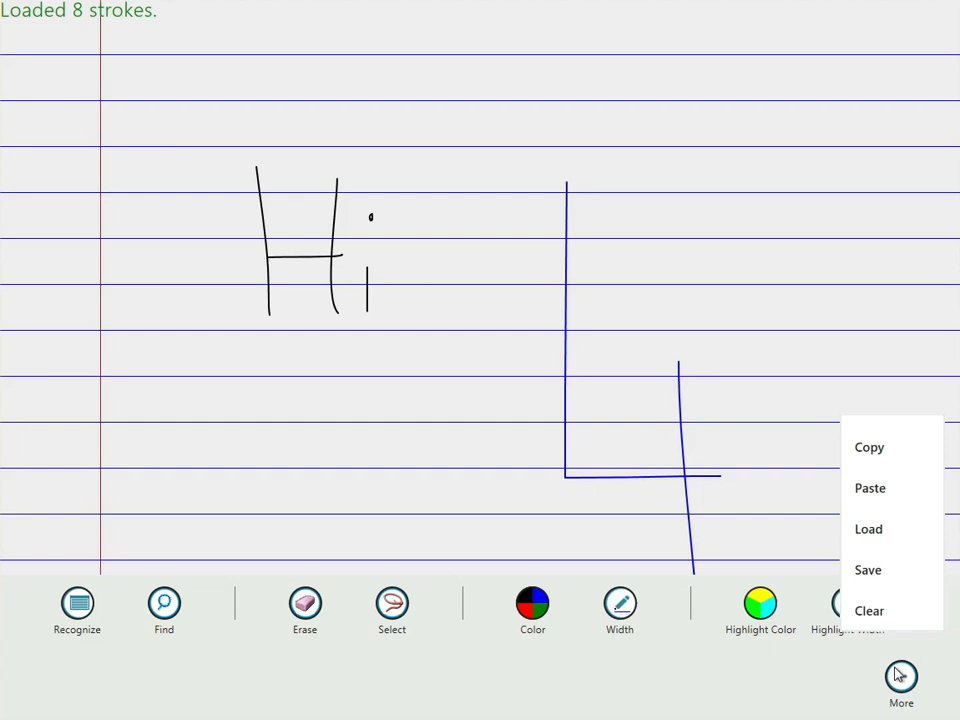 Loaded 8 strokes.
Hi
4
Copy
Paste
Load
Save
Clear
Recognize
Find
Erase
Select
Color
Width
Highlight Color
More